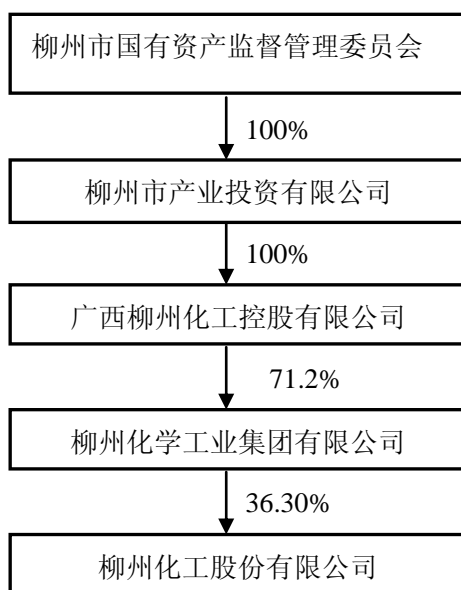 柳州市国有资产监督管理委员会
100%
柳州市产业投资有限公司
100%
广西柳州化工控股有限公司
71.2%
柳州化学工业集团有限公司
36.30%
柳州化工股份有限公司